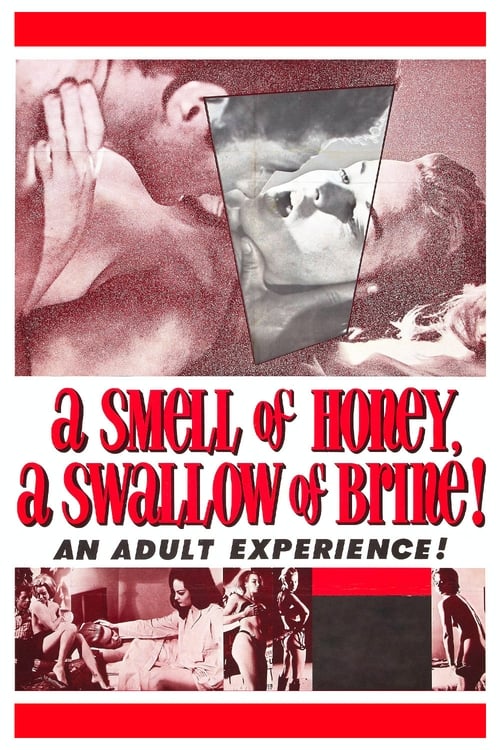 a SMELL OF HONEY,
a SWALLOW OF BRINE!
AN ADULT EXPERIENCE!